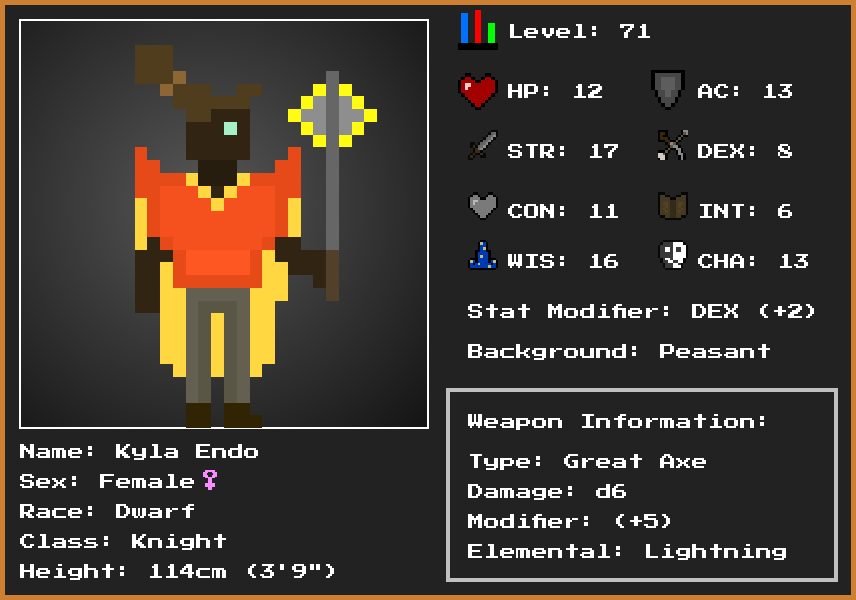 Level: 71
HP: 12 AC: 13
STR: 17 DEX: 8
CON: 11 INT: 6
WIS: 16 CHA: 13
Stat Modifier: DEX (+2)
Background: Peasant
Weapon Information:
Type: Great Axe
Damage: d6
Modifier: (+5)
Elemental: Lightning
Name: Kyla Endo
Sex: Female♀
Race: Dwarf
Class: Knight
Height: 114cm (3'9")